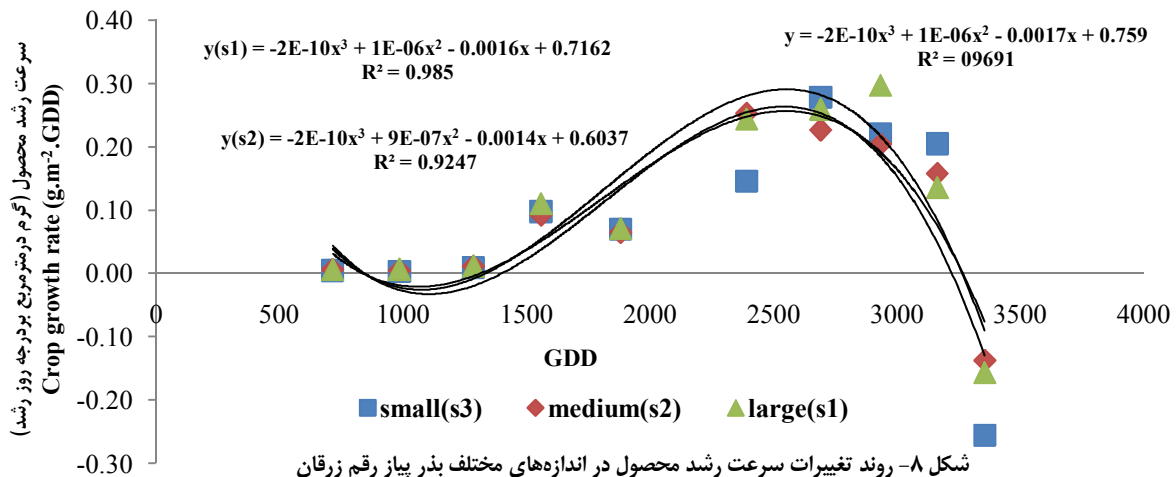 0.40
0.30
0.20
0.10
0.00
-0.10
-0.20
-0.30
سرعت رشد محصول (گرم درمترمربع بردرجه روز رشد)
Crop growth rate (g.m-2.GDD)
y(s1) = -2E-10x³ + 1E-06x² - 0.0016x + 0.7162
R² = 0.985
y = -2E-10x³ + 1E-06x² - 0.0017x + 0.759
R² = 09691
y(s2) = -2E-10x³ + 9E-07x² - 0.0014x + 0.6037
R² = 0.9247
0 500 1000 1500 2000 2500 3000 3500 4000
GDD
small(s3) medium(s2) large(s1)
شکل ۸- روند تغییرات سرعت رشد محصول در اندازه‌های مختلف بذر پیاز رقم زرقان